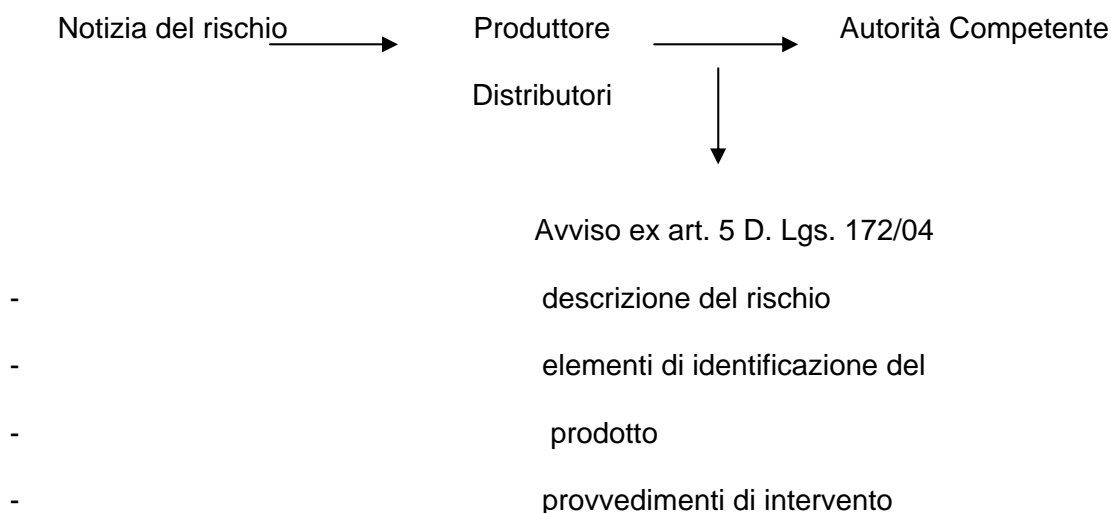 Notizia del rischio Produttore Autorità Competente
Distributori
Avviso ex art. 5 D. Lgs. 172/04
- descrizione del rischio
- elementi di identificazione del
- prodotto
- provvedimenti di intervento